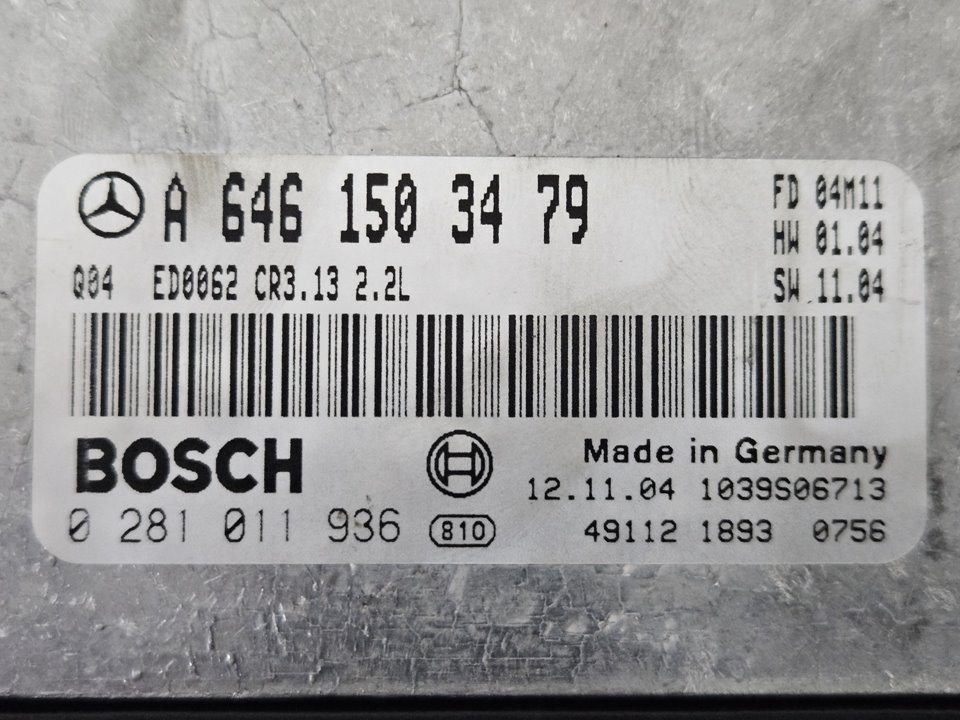 A 646 150 34 79 FD 04M11
HW 01.04
Q04 ED0062 CR3.13 2.2L SW 11.04
BOSCH Made in Germany
12.11.04 1039S06713
0 281 011 936 810 49112 1893 0756